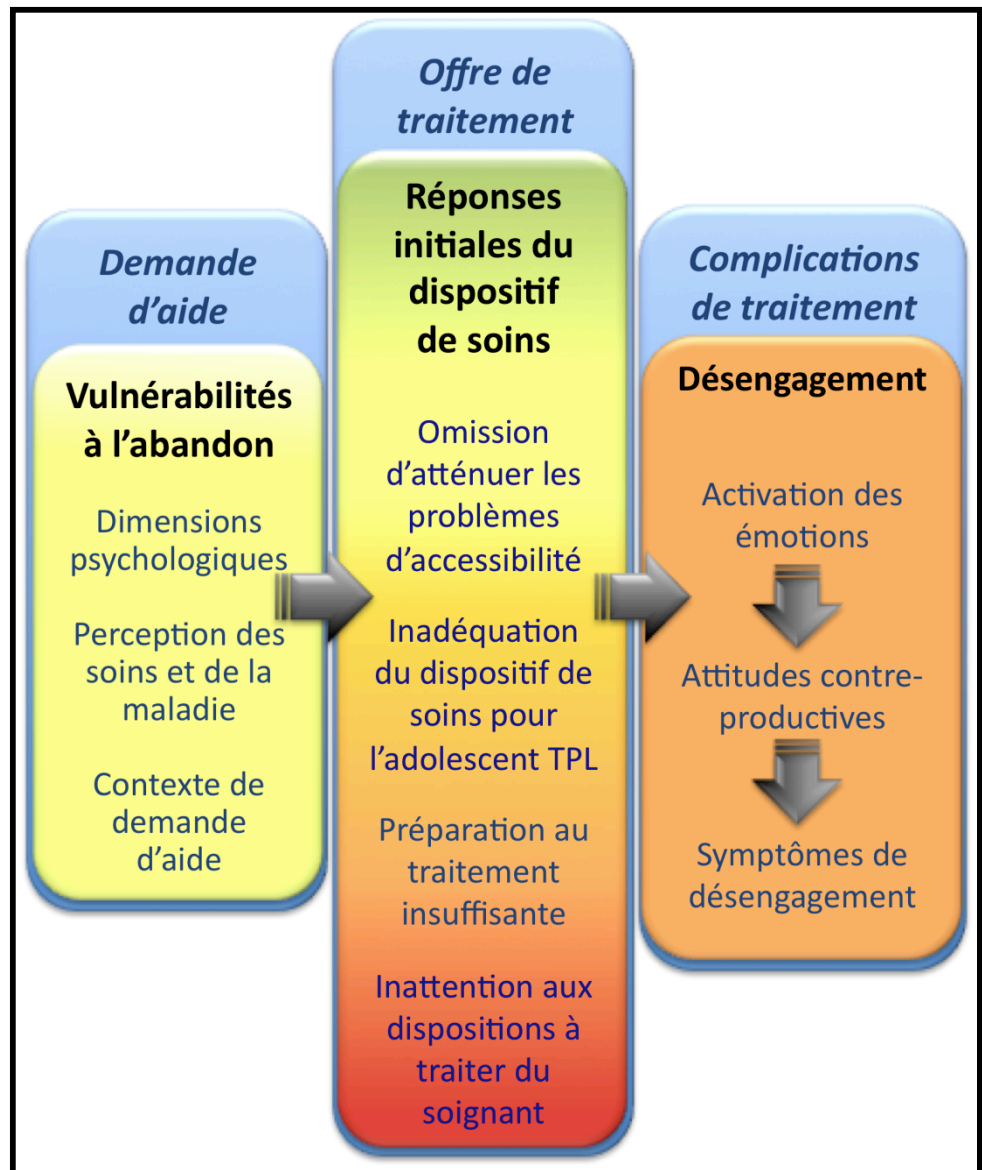 Demande
d'aide
Vulnérabilités
à l'abandon
Dimensions
psychologiques
Perception des
soins et de la
maladie
Contexte de
demande
d'aide
Offre de
traitement
Réponses
initiales du
dispositif
de soins
Omission
d'atténuer les
problèmes
d'accessibilité
Inadéquation
du dispositif de
soins pour
l'adolescent TPL
Préparation au
traitement
insuffisante
Inattention aux
dispositions à
traiter du
soignant
Complications
de traitement
Désengagement
Activation des
émotions
Attitudes contre-
productives
Symptômes de
désengagement